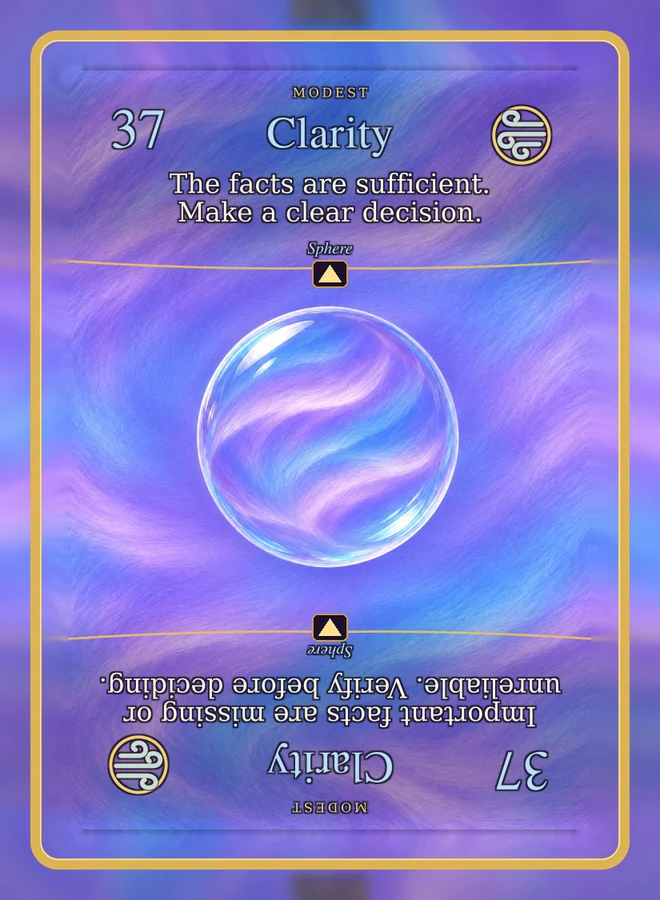 MODEST
37
Clarity
The facts are sufficient.
Make a clear decision.
Sphere
Sphere
Important facts are missing or
unreliable. Verify before deciding.
37
Clarity
MODEST